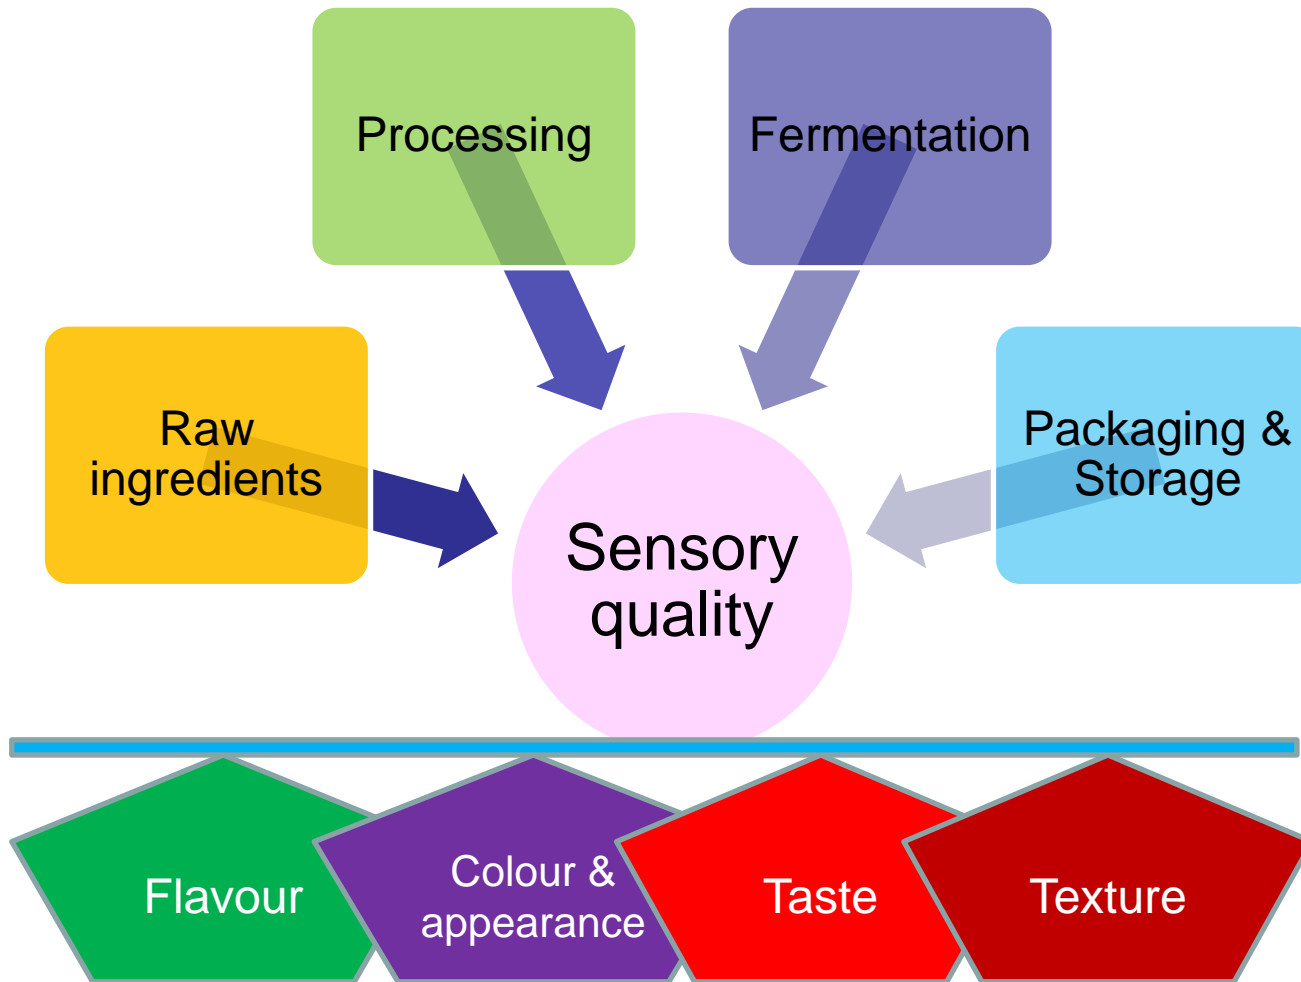 Processing
Fermentation
Raw
ingredients
Packaging &
Storage
Sensory
quality
Flavour
Colour &
appearance
Taste
Texture